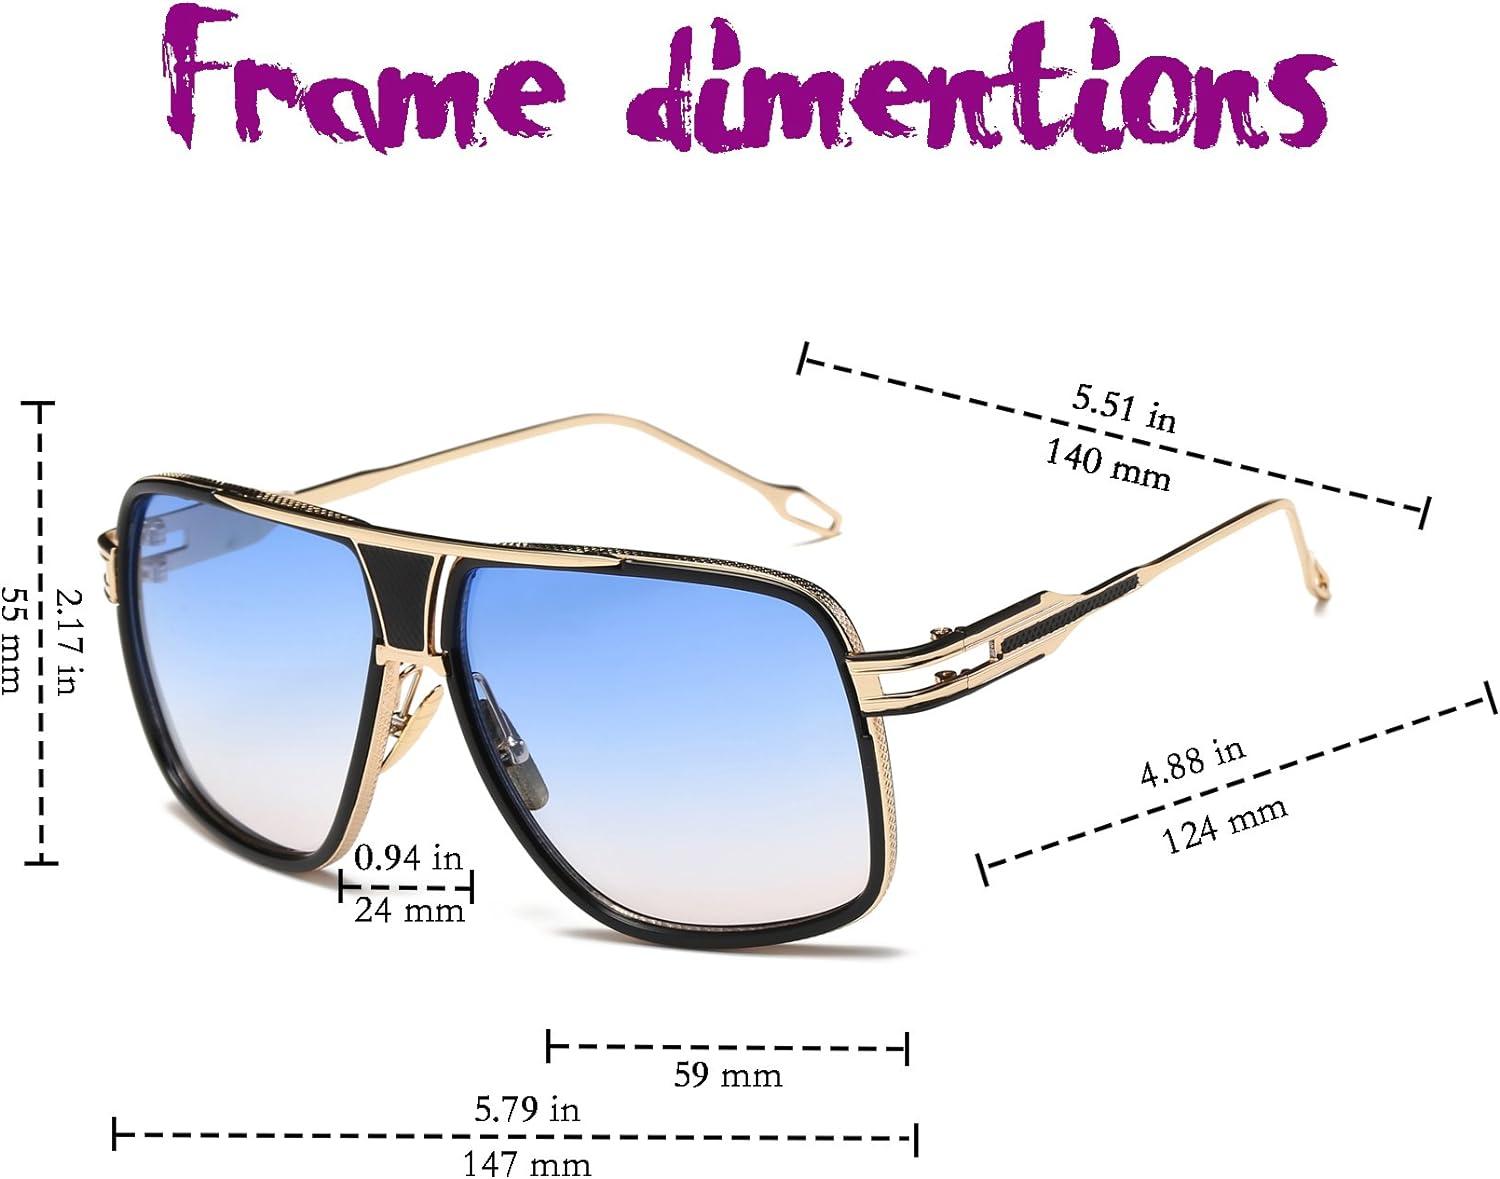 Frame dimentions
5.51 in
140 mm
2.17 in
55 mm
4.88 in
124 mm
0.94 in
24 mm
59 mm
5.79 in
147 mm